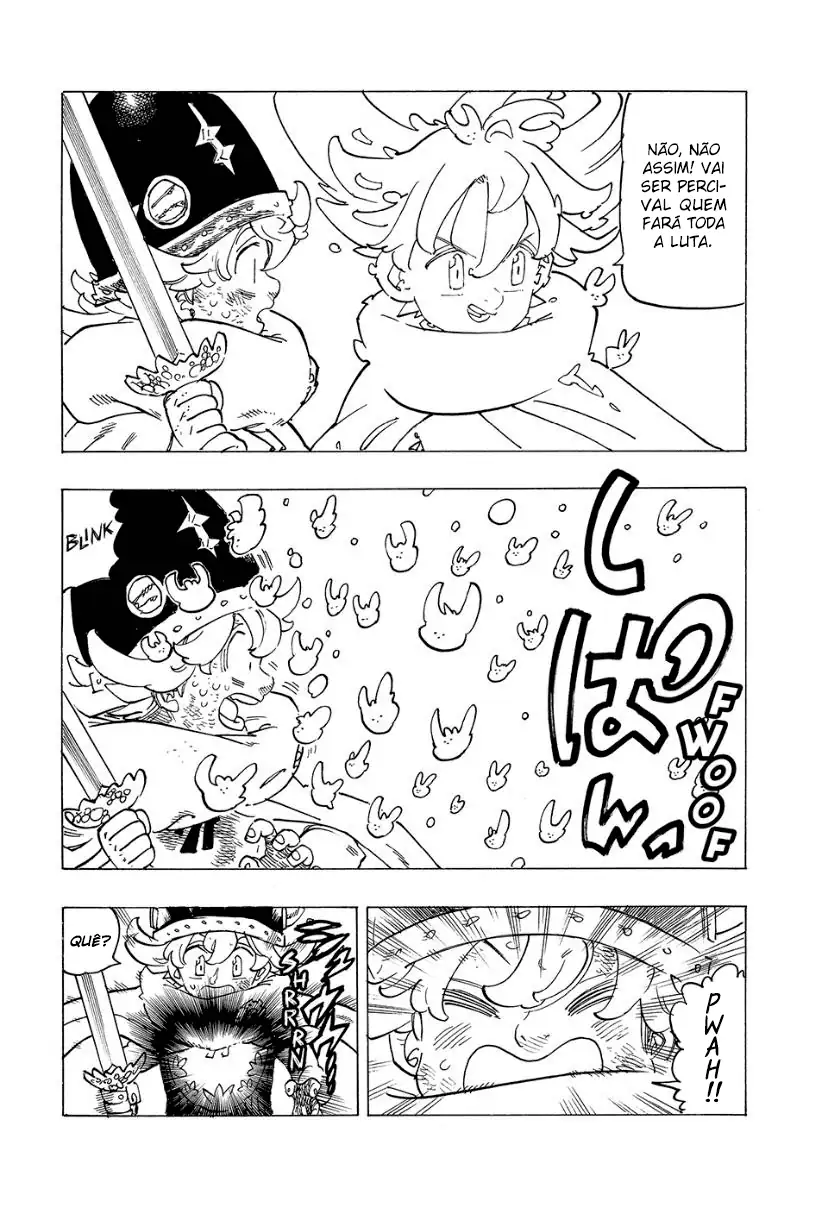 NÃO, NÃO
ASSIM! VAI
SER PERCI-
VAL QUEM
FARÁ TODA
A LUTA.
BLINK
しぱぱっ
FWOOF
QUÊ?
SHRRRN
PWAH!!